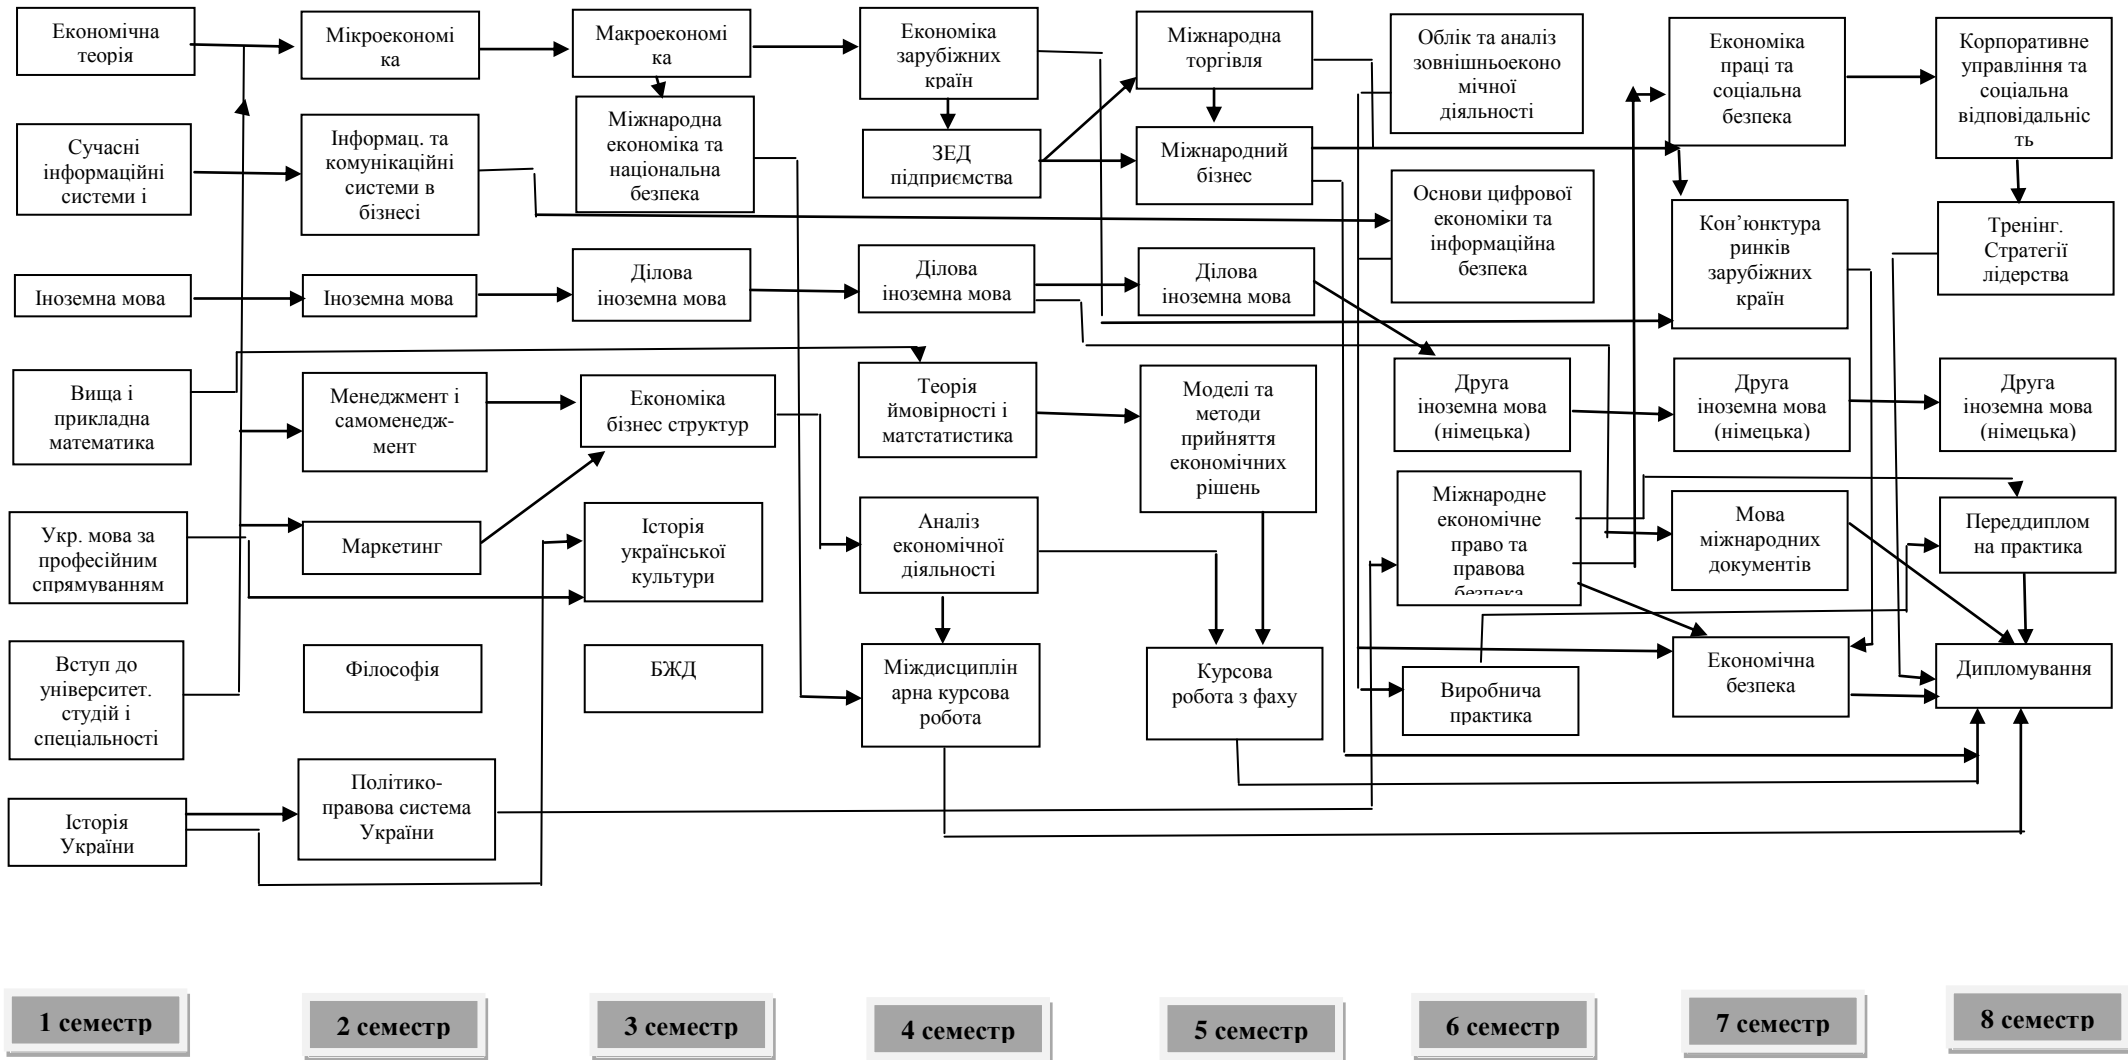 Економічна
теорія
Сучасні
інформаційні
системи і
Іноземна мова
Вища і
прикладна
математика
Укр. мова за
професійним
спрямуванням
Вступ до
університет.
студій і
спеціальності
Історія
України
Мікроекономі
ка
Інформац. та
комунікаційні
системи в
бізнесі
Іноземна мова
Менеджмент і
самоменедж-
мент
Маркетинг
Філософія
Політико-
правова система
України
Макроекономі
ка
Міжнародна
економіка та
національна
безпека
Ділова
іноземна мова
Економіка
бізнес структур
Історія
української
культури
БЖД
Економіка
зарубіжних
країн
ЗЕД
підприємства
Ділова
іноземна мова
Теорія
ймовірності і
матстатистика
Аналіз
економічної
діяльності
Міждисциплін
арна курсова
робота
Міжнародна
торгівля
Міжнародний
бізнес
Ділова
іноземна мова
Моделі та
методи
прийняття
економічних
рішень
Курсова
робота з фаху
Облік та аналіз
зовнішньоеконо
мічної
діяльності
Основи цифрової
економіки та
інформаційна
безпека
Друга
іноземна мова
(німецька)
Міжнародне
економічне
право та
правова
безпека
Виробнича
практика
Економіка
праці та
соціальна
безпека
Кон’юнктура
ринків
зарубіжних
країн
Друга
іноземна мова
(німецька)
Мова
міжнародних
документів
Економічна
безпека
Корпоративне
управління та
соціальна
відповідальніс
ть
Тренінг.
Стратегії
лідерства
Друга
іноземна мова
(німецька)
Переддиплом
на практика
Дипломування
1 семестр
2 семестр
3 семестр
4 семестр
5 семестр
6 семестр
7 семестр
8 семестр